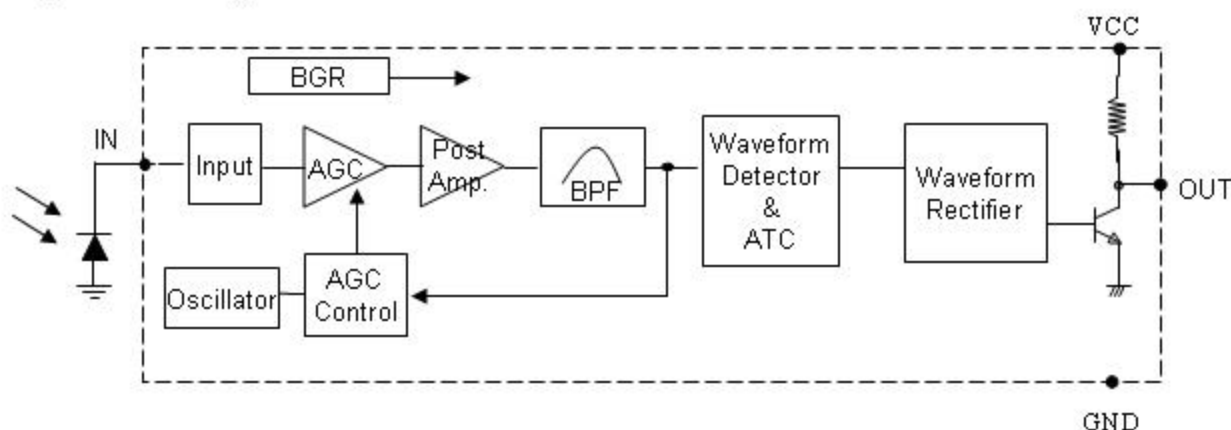 VCC
BGR
IN
Input
AGC
Post
Amp.
BPF
Waveform
Detector
&
ATC
Waveform
Rectifier
OUT
Oscillator
AGC
Control
GND